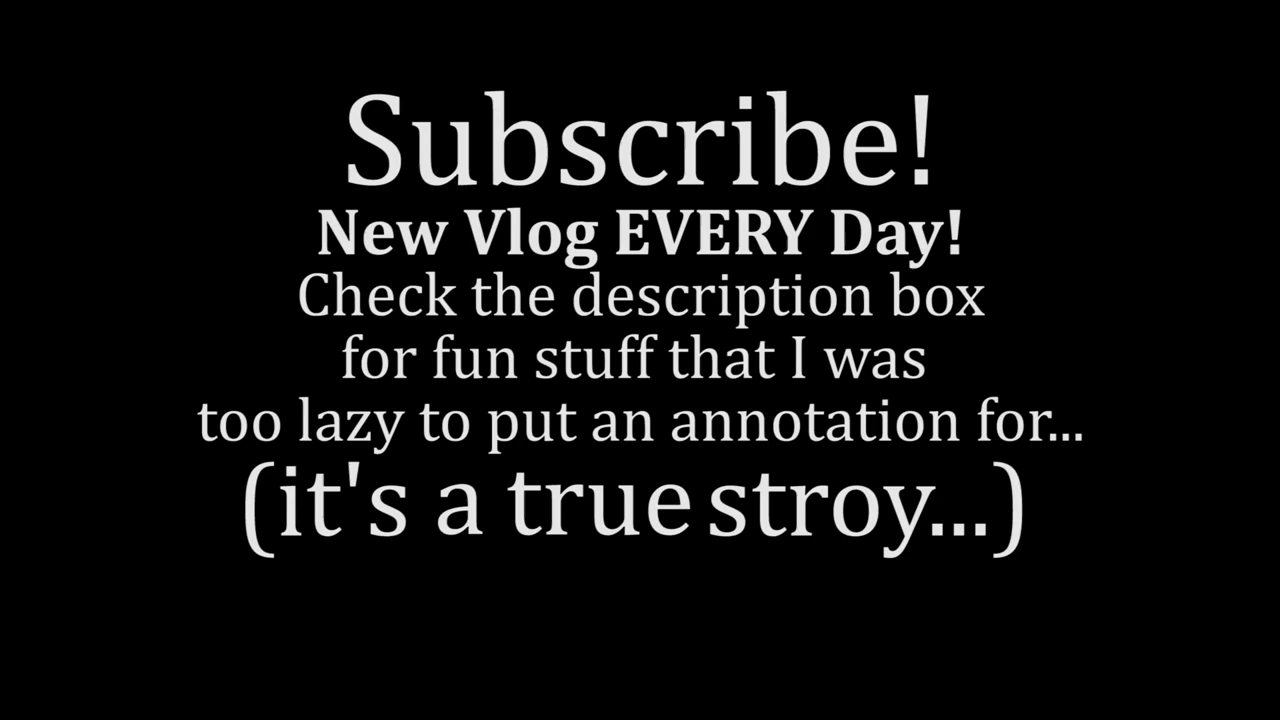 Subscribe!
New Vlog EVERY Day!
Check the description box
for fun stuff that I was
too lazy to put an annotation for...
(it's a true stroy...)